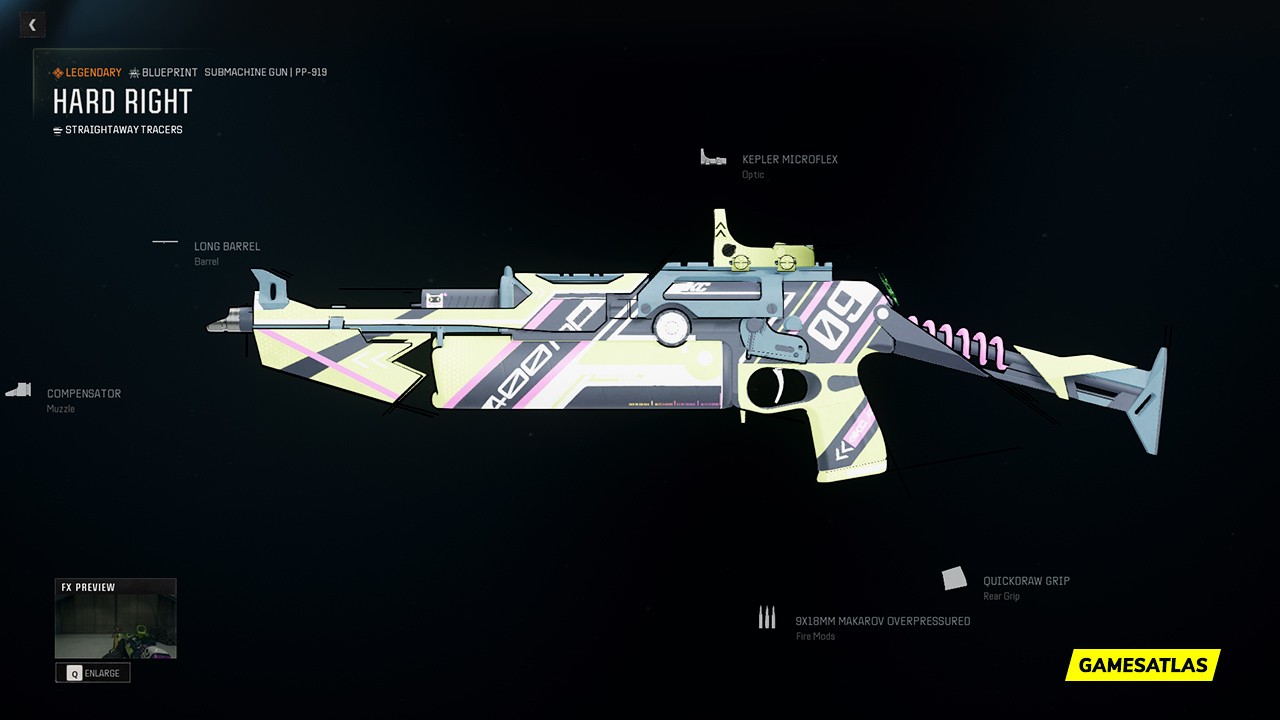 LEGENDARY BLUEPRINT SUBMACHINE GUN | PP-919
HARD RIGHT
STRAIGHTAWAY TRACERS
KEPLER MICROFLEX
Optic
LONG BARREL
Barrel
09
COMPENSATOR
Muzzle
FX PREVIEW
Q ENLARGE
QUICKDRAW GRIP
Rear Grip
9X18MM MAKAROV OVERPRESSURED
Fire Mods
GAMESATLAS